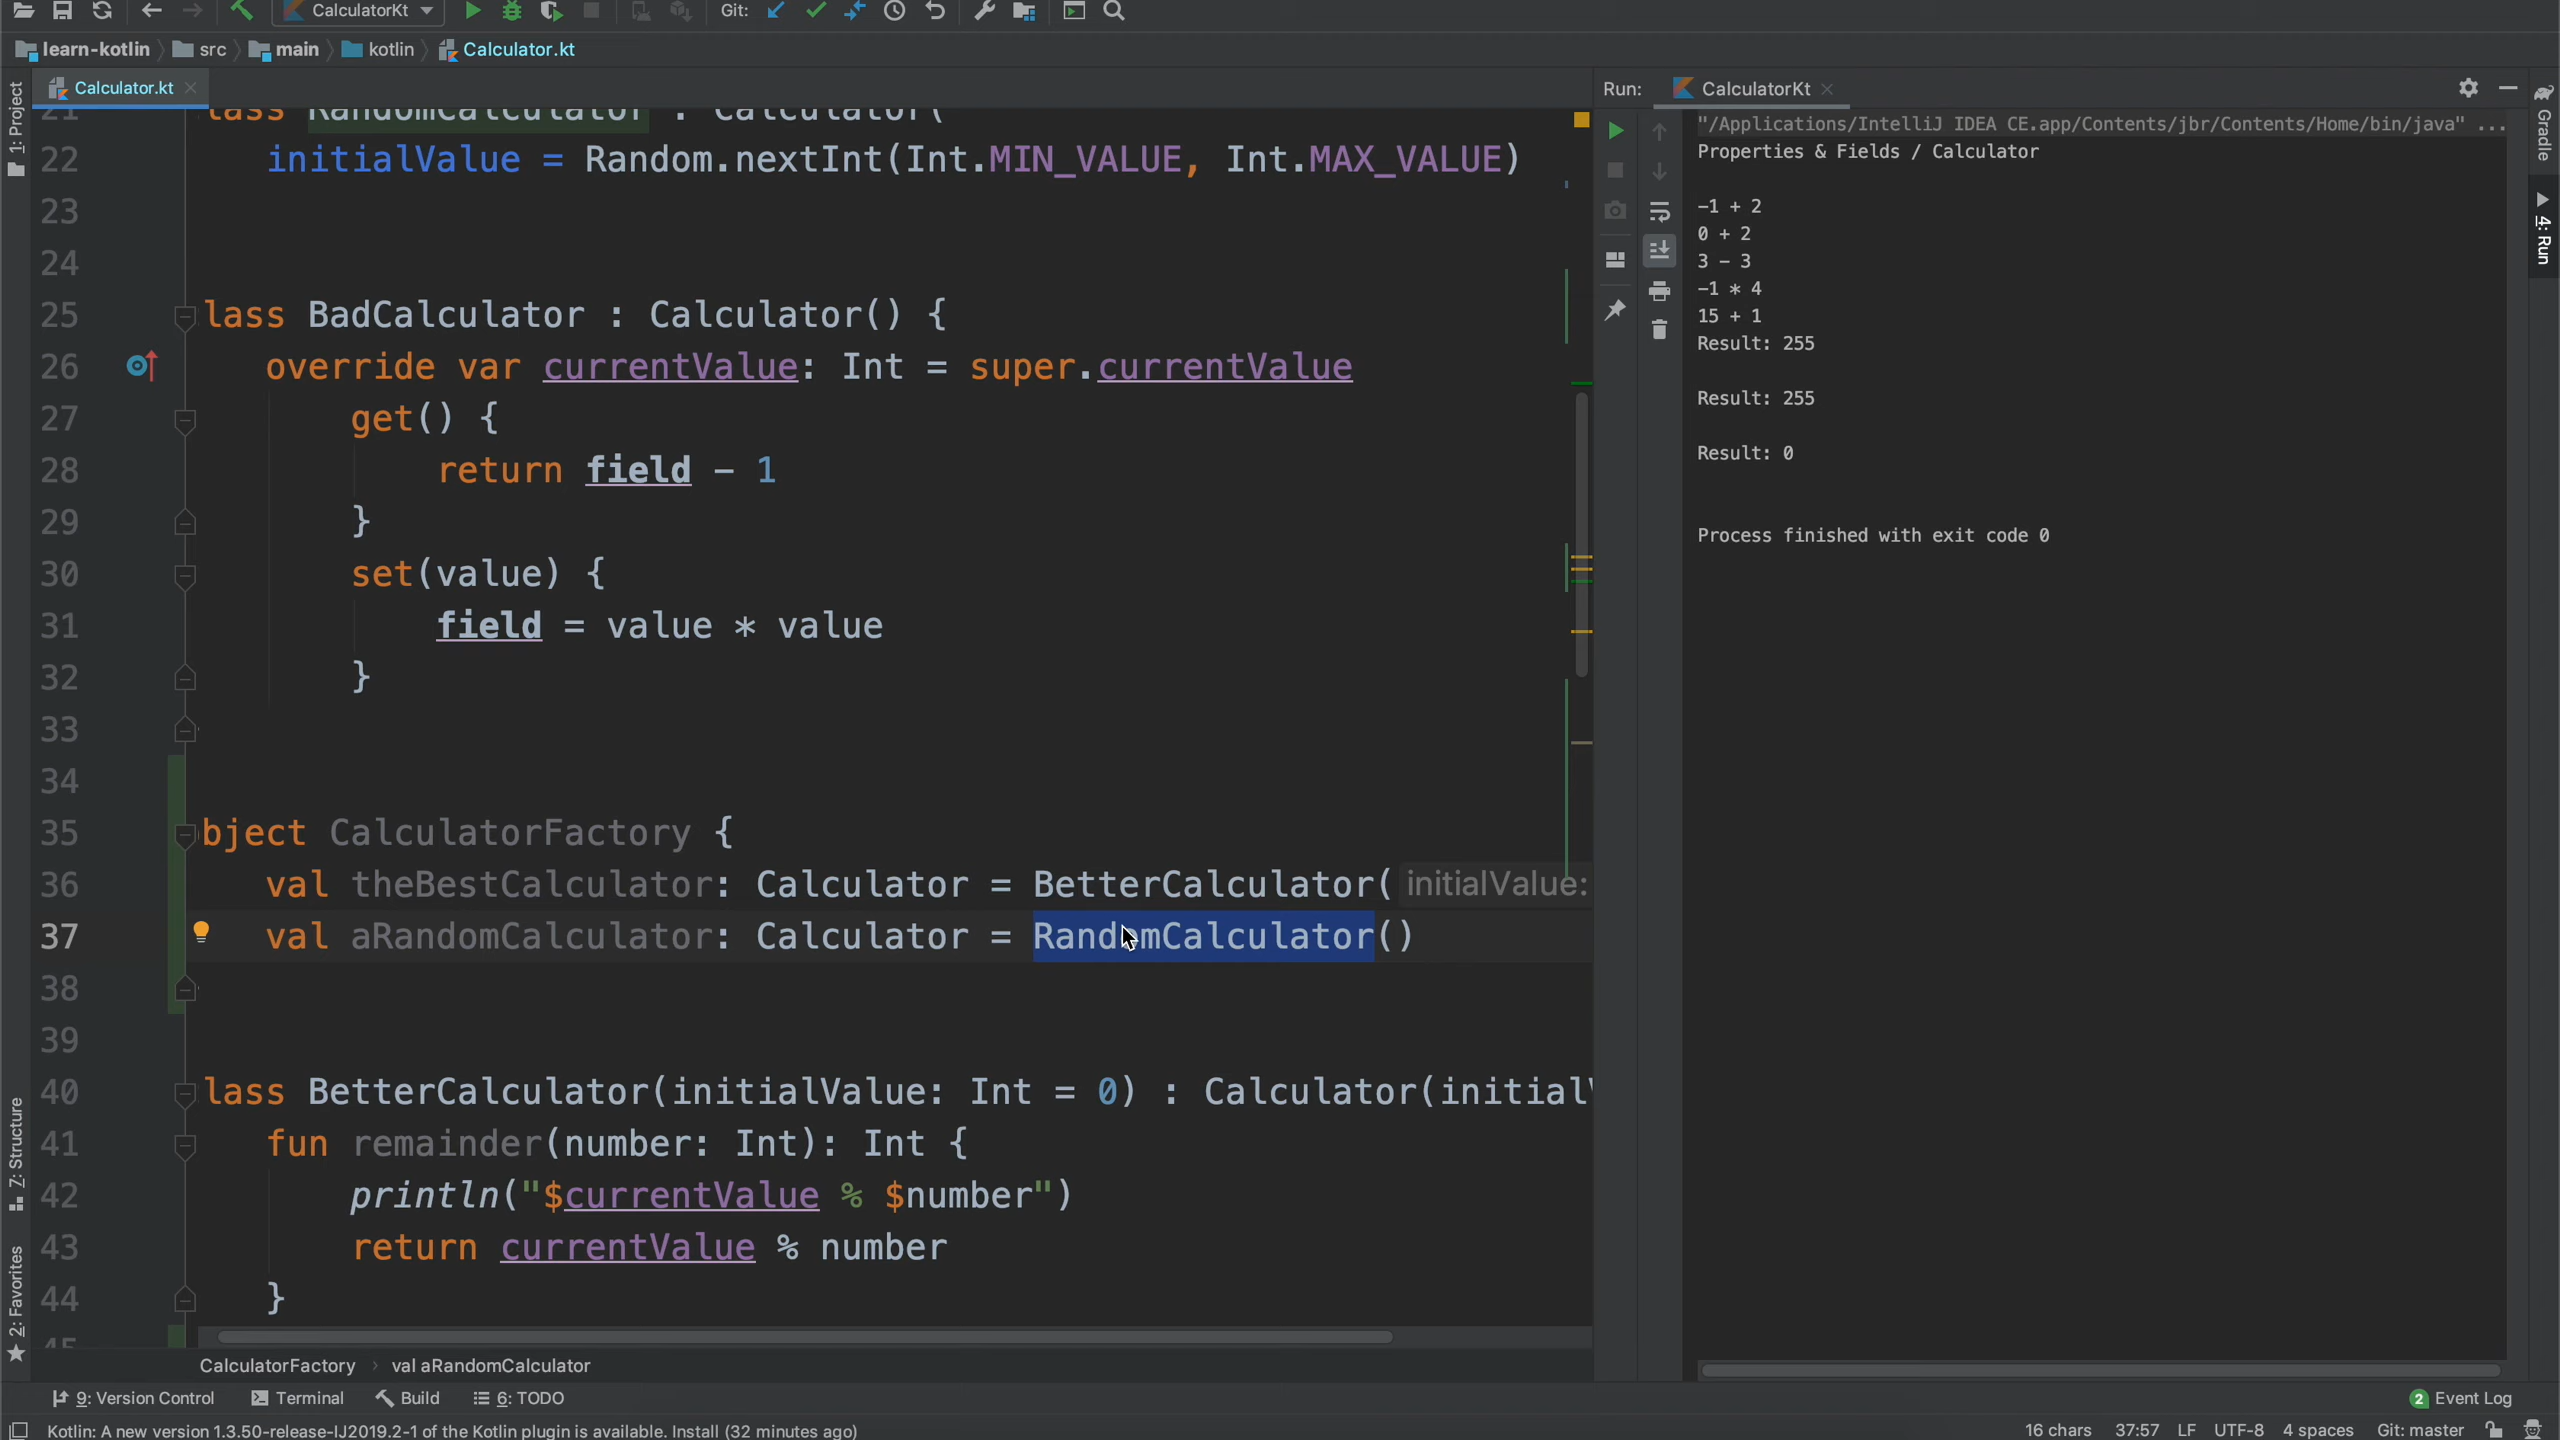 CalculatorKt
Git:
learn-kotlin
src
main
kotlin
Calculator.kt
1: Project
7: Structure
2: Favorites
Calculator.kt
21 lass RandomCalculator : Calculator(
22 initialValue = Random.nextInt(Int.MIN_VALUE, Int.MAX_VALUE)
23
24
25 lass BadCalculator : Calculator() {
26 override var currentValue: Int = super.currentValue
27 get() {
28 return field - 1
29 }
30 set(value) {
31 field = value * value
32 }
33
34
35 bject CalculatorFactory {
36 val theBestCalculator: Calculator = BetterCalculator( initialValue:
37 val aRandomCalculator: Calculator = RandomCalculator()
38
39
40 lass BetterCalculator(initialValue: Int = 0) : Calculator(initialV
41 fun remainder(number: Int): Int {
42 println("$currentValue % $number")
43 return currentValue % number
44 }
45
CalculatorFactory
val aRandomCalculator
Run:
CalculatorKt
"/Applications/IntelliJ IDEA CE.app/Contents/jbr/Contents/Home/bin/java" ...
Properties & Fields / Calculator
-1 + 2
0 + 2
3 - 3
-1 * 4
15 + 1
Result: 255
Result: 255
Result: 0
Process finished with exit code 0
Gradle
4: Run
9: Version Control
Terminal
Build
6: TODO
2 Event Log
Kotlin: A new version 1.3.50-release-IJ2019.2-1 of the Kotlin plugin is available. Install (32 minutes ago)
16 chars
37:57
LF
UTF-8
4 spaces
Git: master